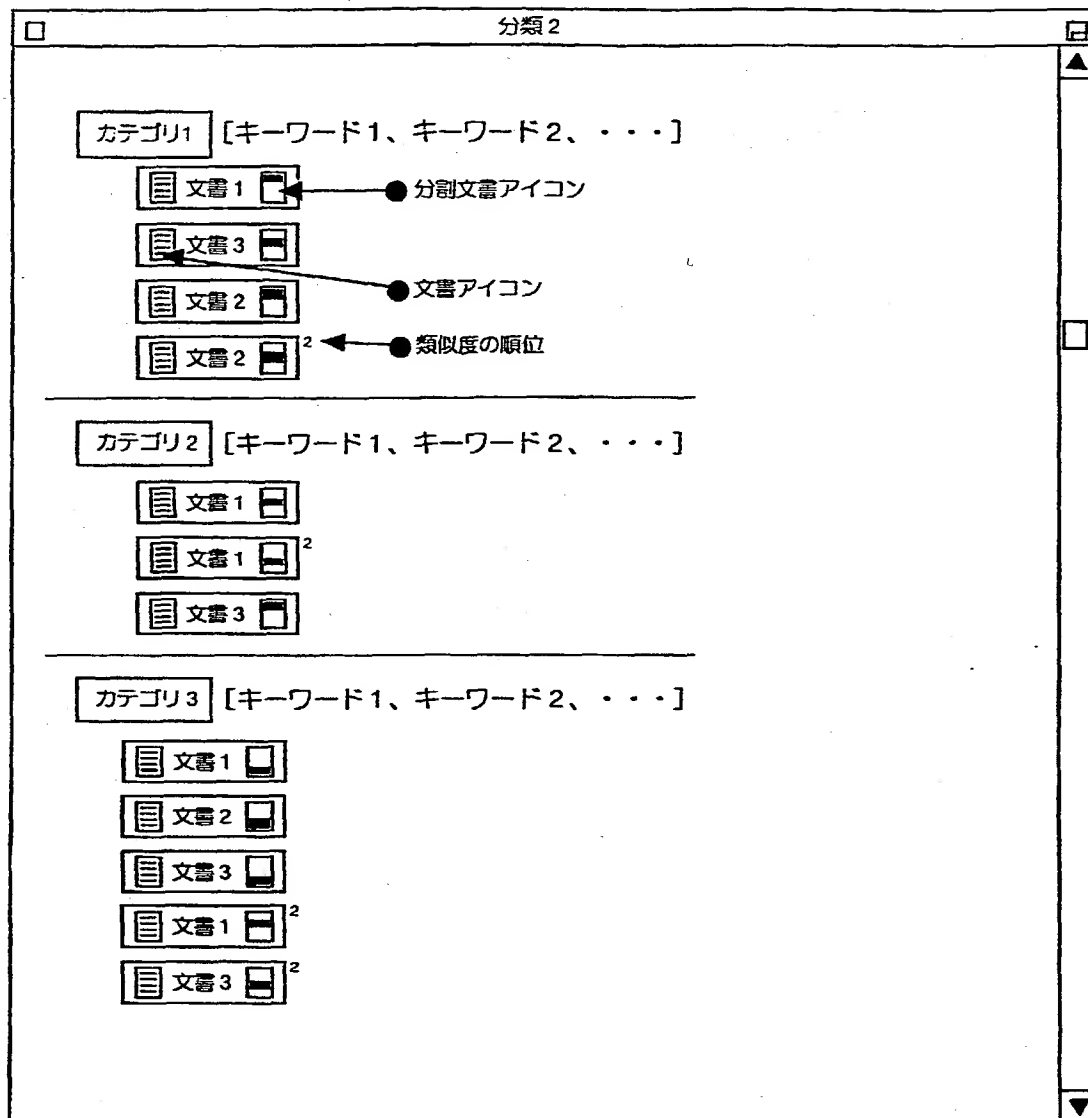 分類2
カテゴリ1 [キーワード1、キーワード2、・・・]
文書1
分割文書アイコン
文書3
文書アイコン
文書2
文書2 2
類似度の順位
カテゴリ2 [キーワード1、キーワード2、・・・]
文書1
文書1 2
文書3
カテゴリ3 [キーワード1、キーワード2、・・・]
文書1
文書2
文書3
文書1 2
文書3 2